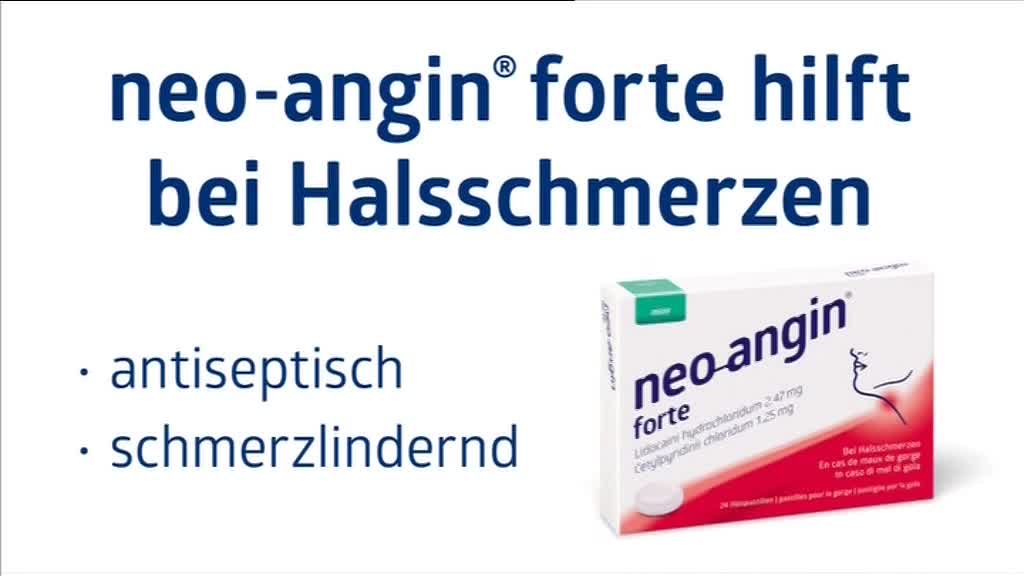 neo-angin® forte hilft
bei Halsschmerzen
· antiseptisch
· schmerzlindernd
neo-angin
neo-angin®
forte
Lidocaini hydrochloridum 2.47 mg
cetylpyridinii chloridum 1.25 mg
Bei Halsschmerzen
En cas de maux de gorge
In caso di mal di gola
24 Halspastillen | pastilles pour la gorge | pastiglie per la gola